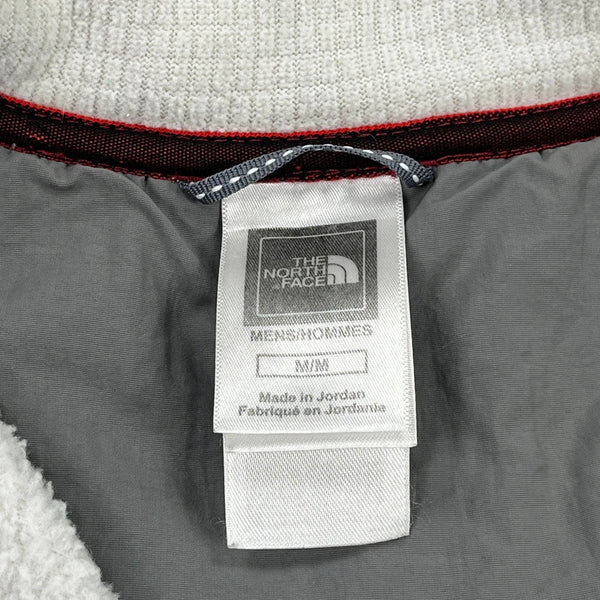 THE
NORTH
FACE
MENS/HOMMES
M/M
Made in Jordan
Fabriqué en Jordanie